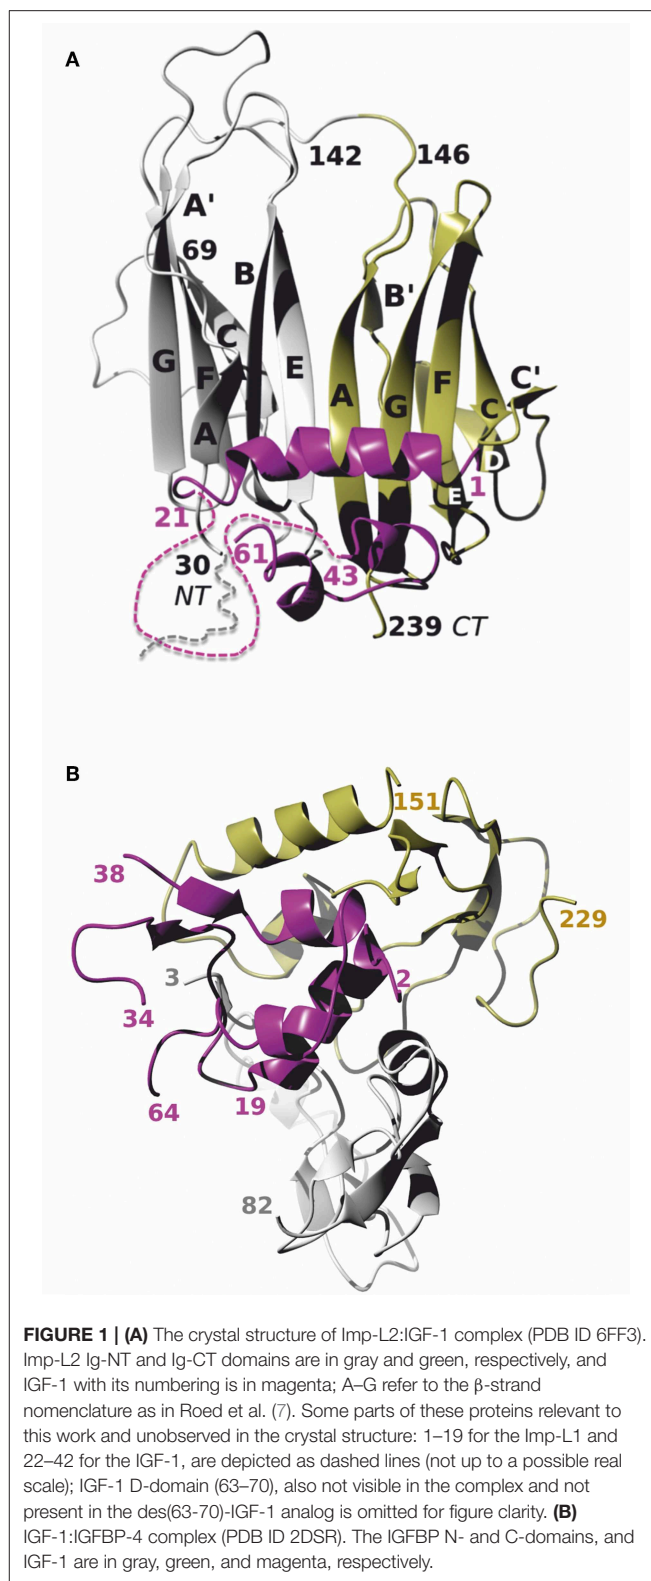 A
142
146
A'
69
B
B'
C
G
F
E
A
A
G
F
C
C'
D
E
1
21
61
43
30
NT
239 CT
B
151
38
229
3
2
34
64
19
82
FIGURE 1 | (A) The crystal structure of Imp-L2:IGF-1 complex (PDB ID 6FF3).
Imp-L2 Ig-NT and Ig-CT domains are in gray and green, respectively, and
IGF-1 with its numbering is in magenta; A–G refer to the β-strand
nomenclature as in Roed et al. (7). Some parts of these proteins relevant to
this work and unobserved in the crystal structure: 1–19 for the Imp-L1 and
22–42 for the IGF-1, are depicted as dashed lines (not up to a possible real
scale); IGF-1 D-domain (63–70), also not visible in the complex and not
present in the des(63-70)-IGF-1 analog is omitted for figure clarity. (B)
IGF-1:IGFBP-4 complex (PDB ID 2DSR). The IGFBP N- and C-domains, and
IGF-1 are in gray, green, and magenta, respectively.